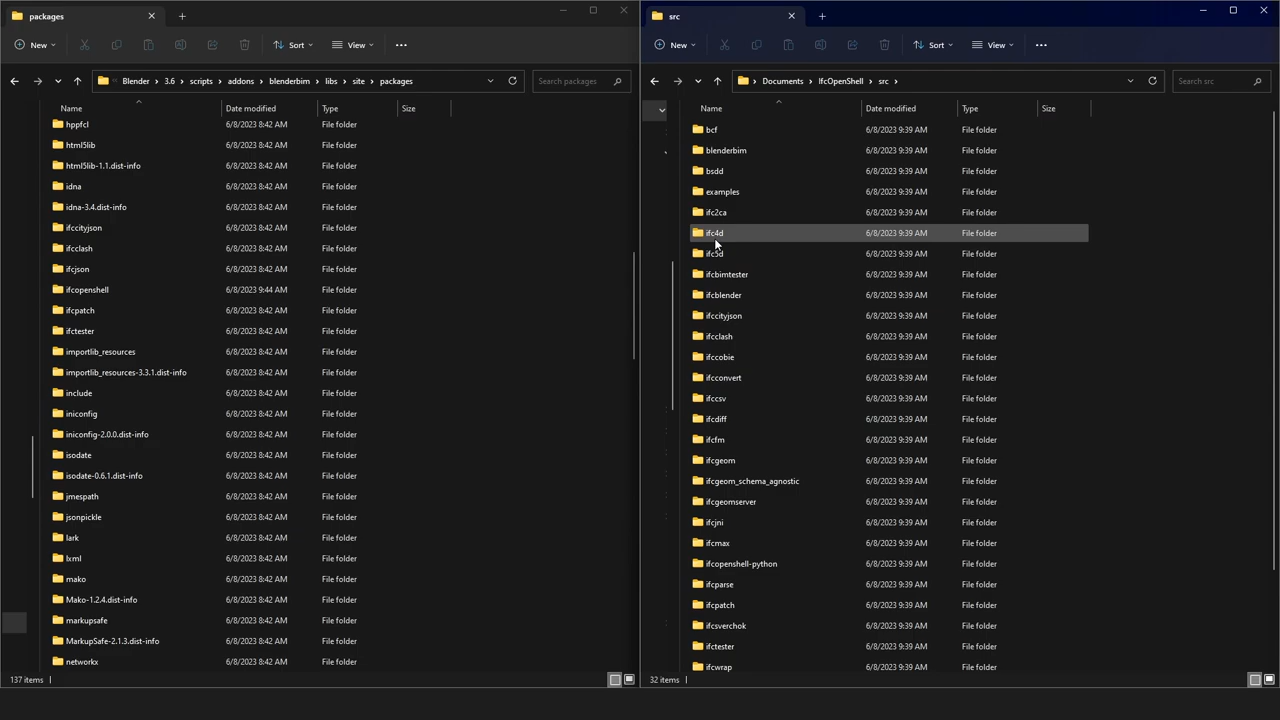 packages
New
Sort
View
Blender
3.6
scripts
addons
blenderbim
libs
site
packages
Search packages
Name Date modified Type Size
hppfcl 6/8/2023 8:42 AM File folder
html5lib 6/8/2023 8:42 AM File folder
html5lib-1.1.dist-info 6/8/2023 8:42 AM File folder
idna 6/8/2023 8:42 AM File folder
idna-3.4.dist-info 6/8/2023 8:42 AM File folder
ifccityjson 6/8/2023 8:42 AM File folder
ifcclash 6/8/2023 8:42 AM File folder
ifcjson 6/8/2023 8:42 AM File folder
ifcopenshell 6/8/2023 9:44 AM File folder
ifcpatch 6/8/2023 8:42 AM File folder
ifctester 6/8/2023 8:42 AM File folder
importlib_resources 6/8/2023 8:42 AM File folder
importlib_resources-3.3.1.dist-info 6/8/2023 8:42 AM File folder
include 6/8/2023 8:42 AM File folder
iniconfig 6/8/2023 8:42 AM File folder
iniconfig-2.0.0.dist-info 6/8/2023 8:42 AM File folder
isodate 6/8/2023 8:42 AM File folder
isodate-0.6.1.dist-info 6/8/2023 8:42 AM File folder
jmespath 6/8/2023 8:42 AM File folder
jsonpickle 6/8/2023 8:42 AM File folder
lark 6/8/2023 8:42 AM File folder
lxml 6/8/2023 8:42 AM File folder
mako 6/8/2023 8:42 AM File folder
Mako-1.2.4.dist-info 6/8/2023 8:42 AM File folder
markupsafe 6/8/2023 8:42 AM File folder
MarkupSafe-2.1.3.dist-info 6/8/2023 8:42 AM File folder
networkx 6/8/2023 8:42 AM File folder
137 items
src
New
Sort
View
Documents
IfcOpenShell
src
Search src
Name Date modified Type Size
bcf 6/8/2023 9:39 AM File folder
blenderbim 6/8/2023 9:39 AM File folder
bsdd 6/8/2023 9:39 AM File folder
examples 6/8/2023 9:39 AM File folder
ifc2ca 6/8/2023 9:39 AM File folder
ifc4d 6/8/2023 9:39 AM File folder
ifc5d 6/8/2023 9:39 AM File folder
ifcbimtester 6/8/2023 9:39 AM File folder
ifcblender 6/8/2023 9:39 AM File folder
ifccityjson 6/8/2023 9:39 AM File folder
ifcclash 6/8/2023 9:39 AM File folder
ifccobie 6/8/2023 9:39 AM File folder
ifcconvert 6/8/2023 9:39 AM File folder
ifccsv 6/8/2023 9:39 AM File folder
ifcdiff 6/8/2023 9:39 AM File folder
ifcfm 6/8/2023 9:39 AM File folder
ifcgeom 6/8/2023 9:39 AM File folder
ifcgeom_schema_agnostic 6/8/2023 9:39 AM File folder
ifcgeomserver 6/8/2023 9:39 AM File folder
ifcjni 6/8/2023 9:39 AM File folder
ifcmax 6/8/2023 9:39 AM File folder
ifcopenshell-python 6/8/2023 9:39 AM File folder
ifcparse 6/8/2023 9:39 AM File folder
ifcpatch 6/8/2023 9:39 AM File folder
ifcsverchok 6/8/2023 9:39 AM File folder
ifctester 6/8/2023 9:39 AM File folder
ifcwrap 6/8/2023 9:39 AM File folder
32 items